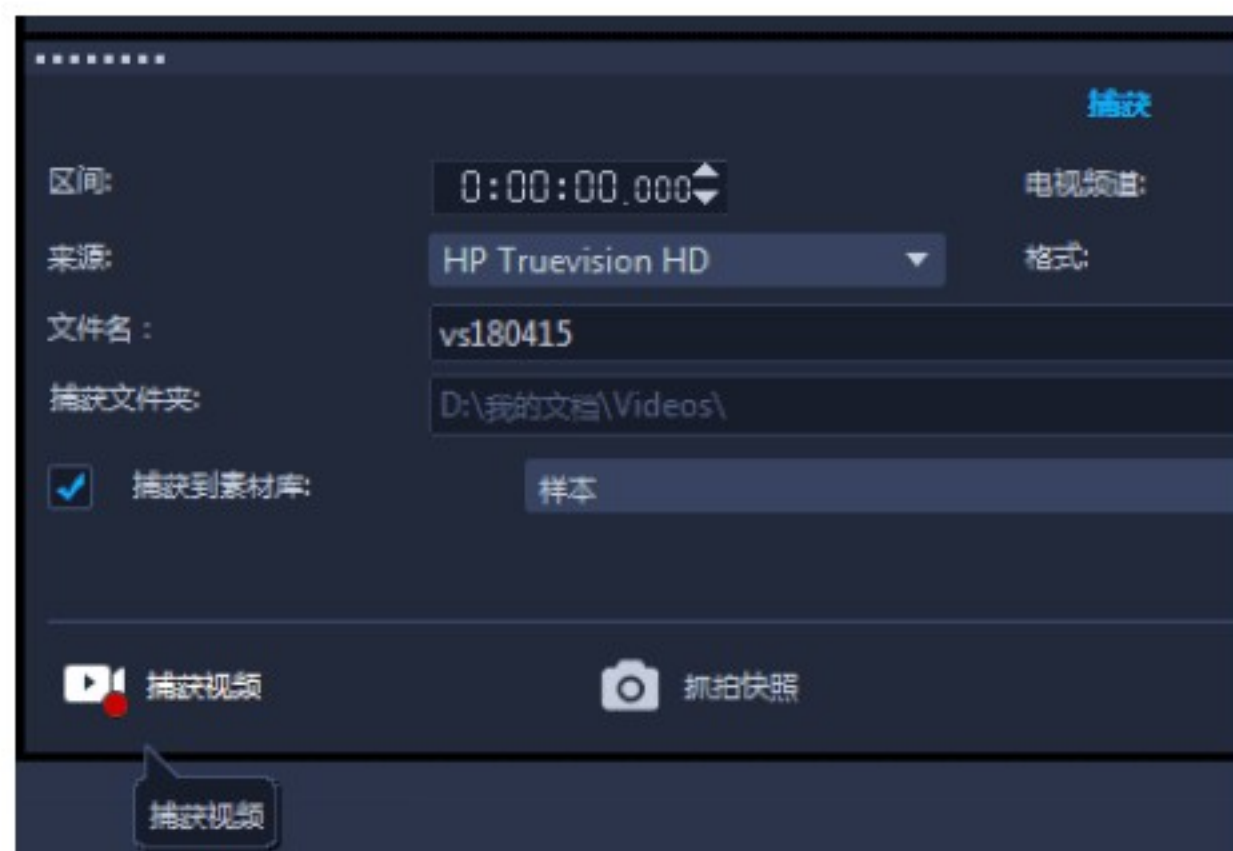 捕获
区间: 0:00:00.000 电视频道:
来源: HP Truevision HD 格式:
文件名： vs180415
捕获文件夹: D:\我的文档\Videos\
捕获到素材库: 样本
捕获视频 抓拍快照
捕获视频